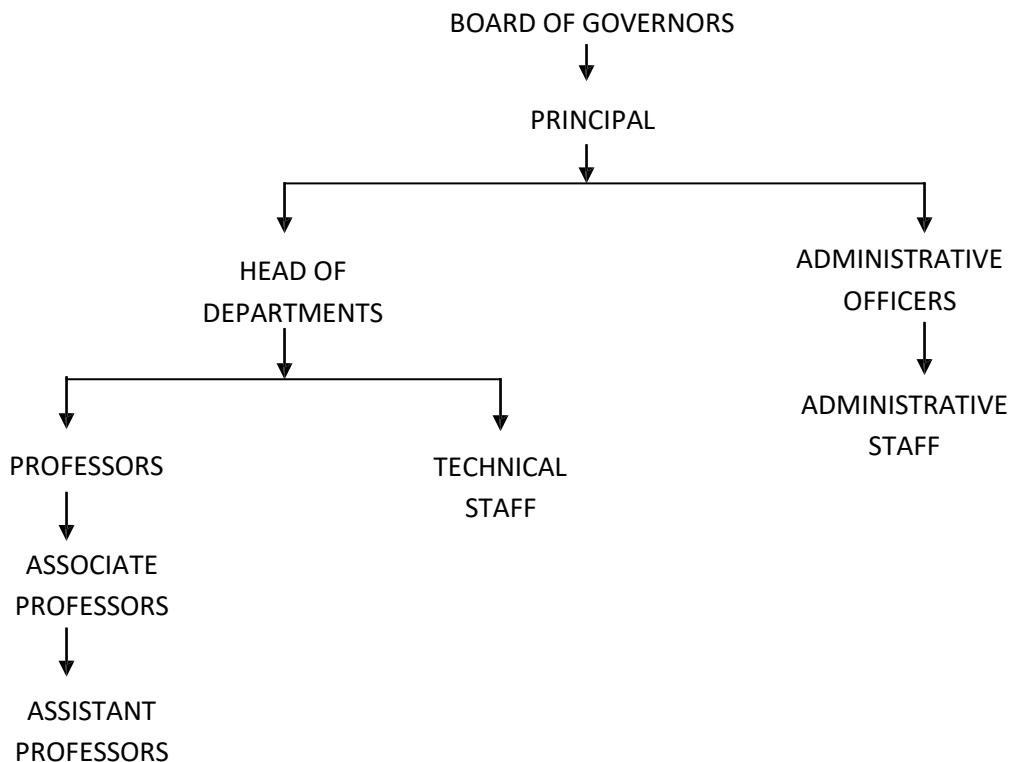 BOARD OF GOVERNORS
PRINCIPAL
HEAD OF
DEPARTMENTS
ADMINISTRATIVE
OFFICERS
PROFESSORS
TECHNICAL
STAFF
ADMINISTRATIVE
STAFF
ASSOCIATE
PROFESSORS
ASSISTANT
PROFESSORS